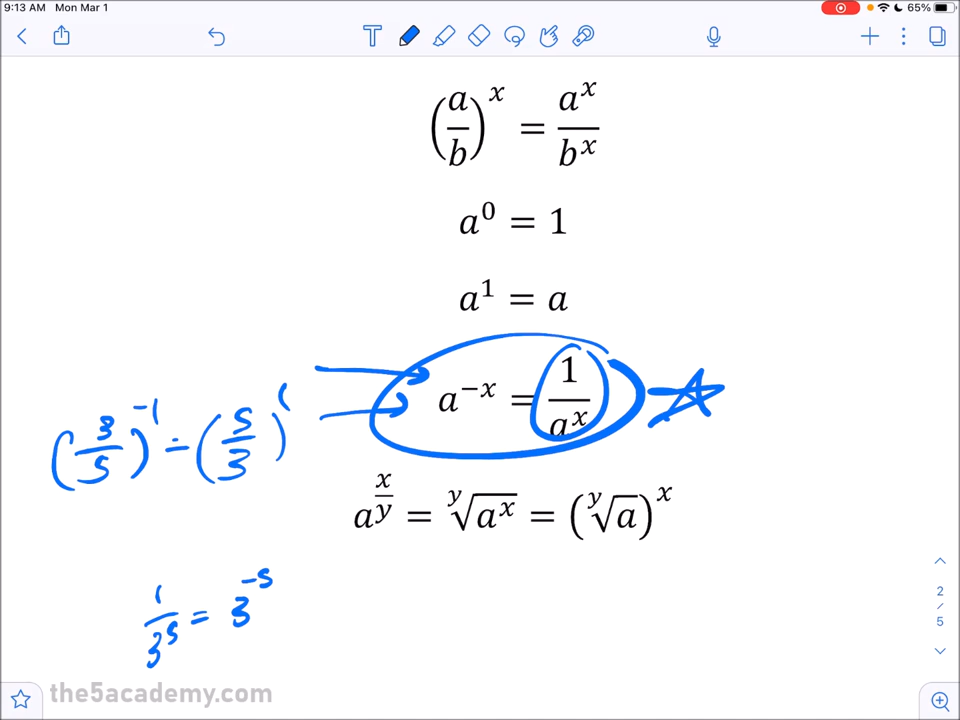 9:13 AM Mon Mar 1 65%
(a/b)^x = a^x/b^x
a^0 = 1
a^1 = a
a^{-x} = 1/a^x
(3/5)^{-1} = (5/3)^1
a^{x/y} = ʸ√(a^x) = (ʸ√a)^x
1/3^5 = 3^{-5}
2
/
5
the5academy.com